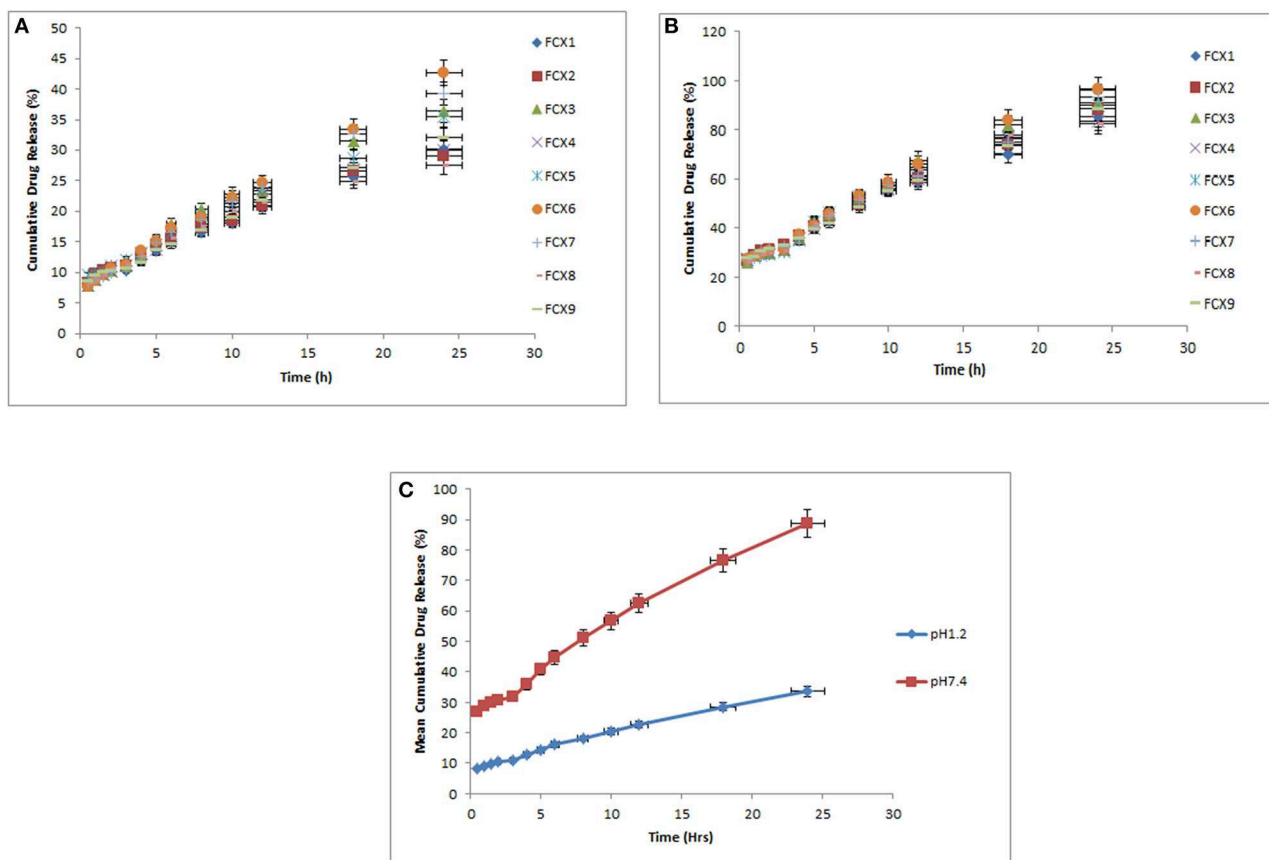 A
Cumulative Drug Release (%)
50
45
40
35
30
25
20
15
10
5
0
0 5 10 15 20 25 30
Time (h)
FCX1
FCX2
FCX3
FCX4
FCX5
FCX6
FCX7
FCX8
FCX9
B
Cumulative Drug Release (%)
120
100
80
60
40
20
0
0 5 10 15 20 25 30
Time (h)
FCX1
FCX2
FCX3
FCX4
FCX5
FCX6
FCX7
FCX8
FCX9
C
Mean Cumulative Drug Release (%)
100
90
80
70
60
50
40
30
20
10
0
0 5 10 15 20 25 30
Time (Hrs)
pH1.2
pH7.4